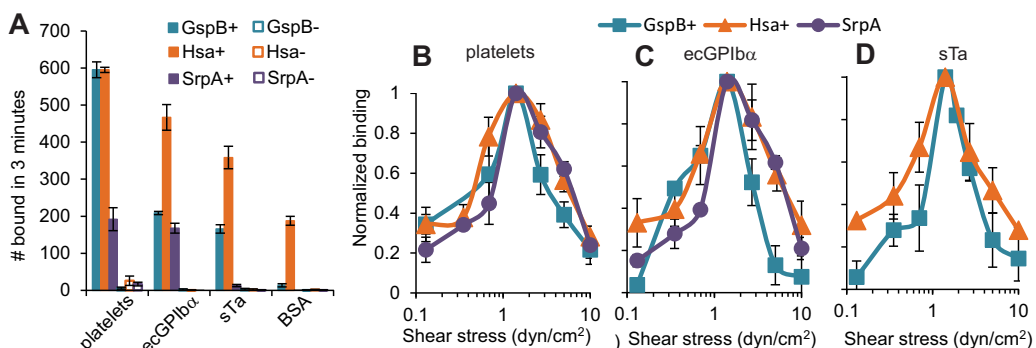 A
# bound in 3 minutes
700
600
500
400
300
200
100
0
GspB+ GspB-
Hsa+ Hsa-
SrpA+ SrpA-
platelets ecGPIbα sTa BSA
GspB+ Hsa+ SrpA
B platelets
C ecGPIbα
D sTa
Normalized binding
1
0.8
0.6
0.4
0.2
0
0.1 1 10
0.1 1 10
0.1 1 10
Shear stress (dyn/cm²)
) Shear stress (dyn/cm²)
Shear stress (dyn/cm²)